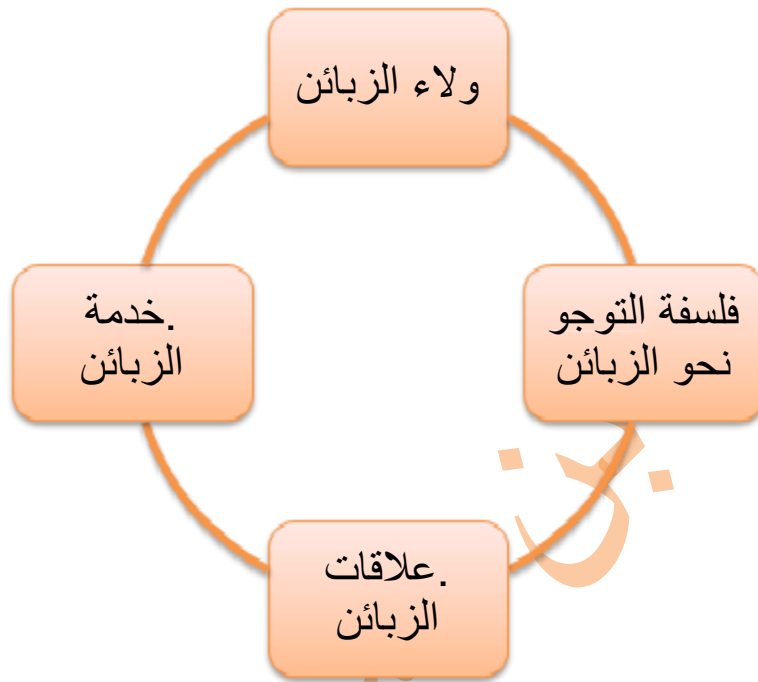 ولاء الزبائن
فلسفة التوجو
نحو الزبائن
.علاقات
الزبائن
.خدمة
الزبائن